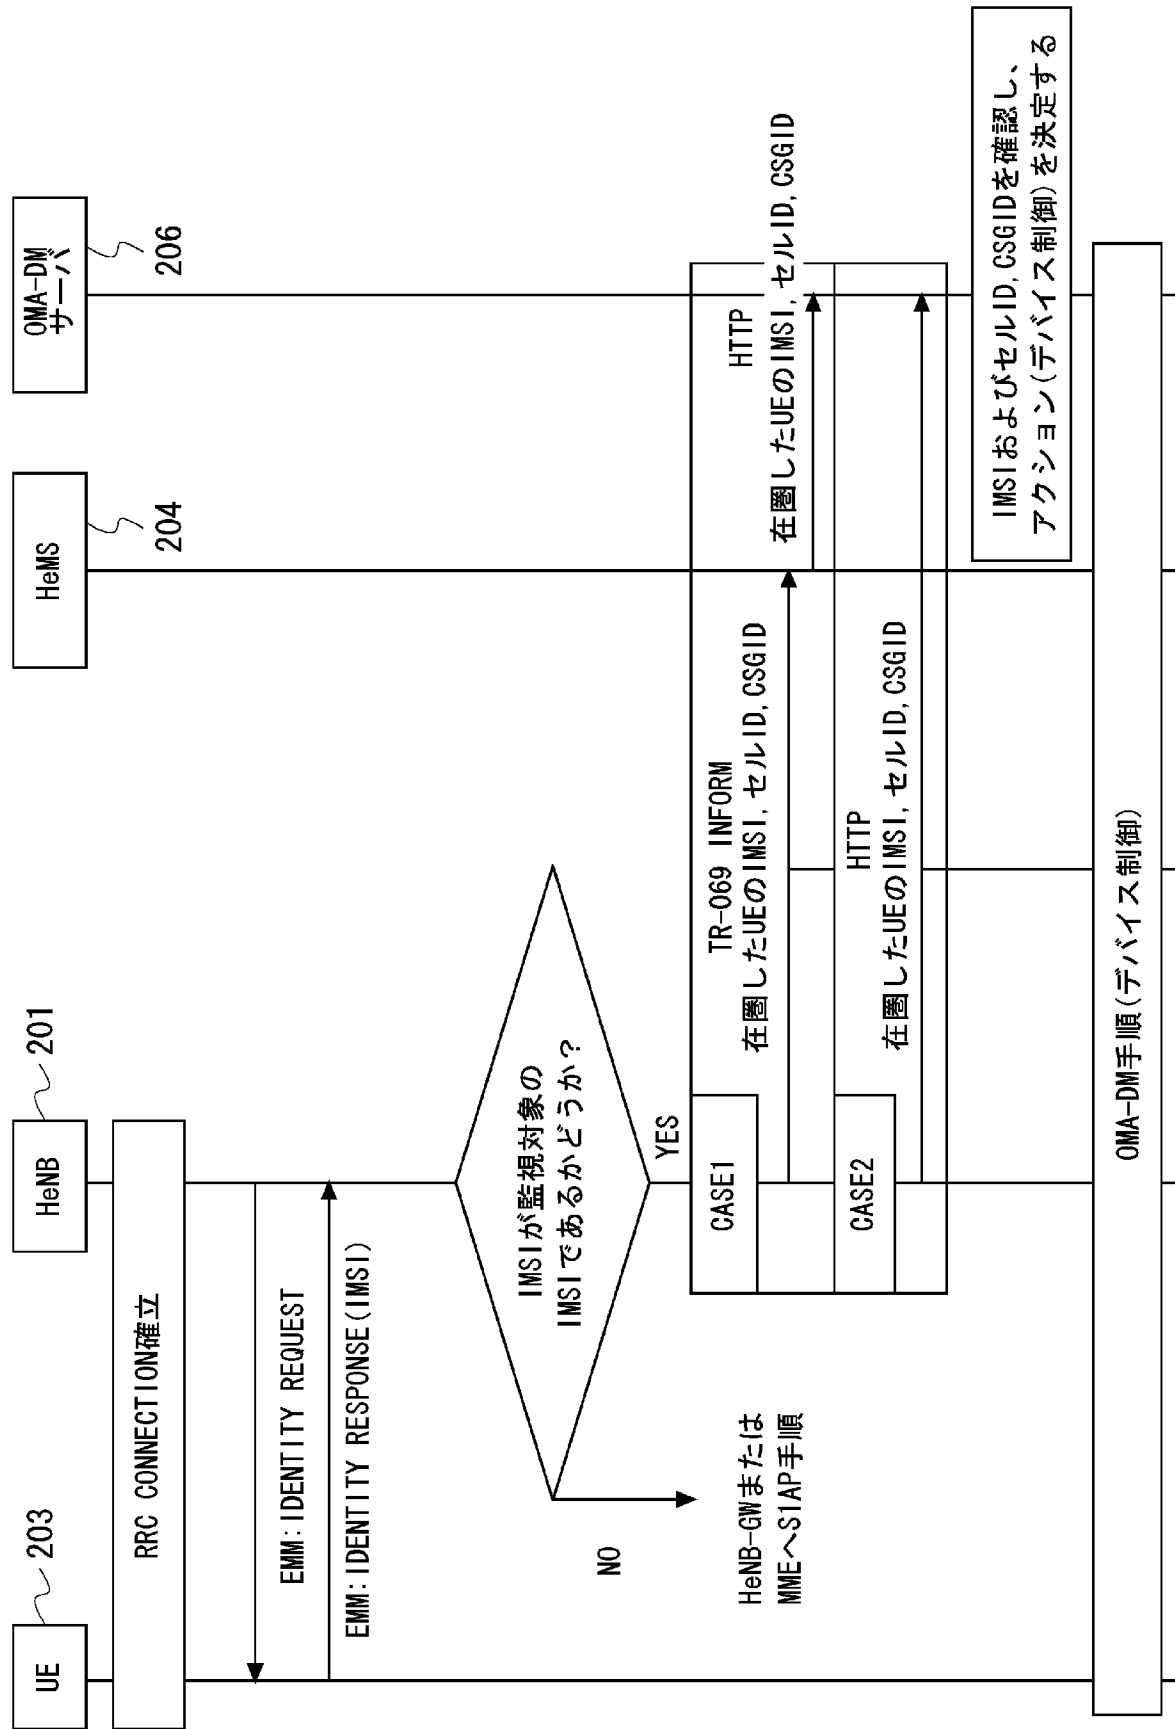 UE
203
HeNB
201
HeMS
204
OMA-DM
サーバ
206
RRC CONNECTION確立
EMM:IDENTITY REQUEST
EMM:IDENTITY RESPONSE(IMSI)
IMSIが監視対象の
IMSIであるかどうか?
NO
HeNB-GWまたは
MMEへS1AP手順
YES
CASE1
TR-069 INFORM
在圏したUEのIMSI, セルID,CSGID
HTTP
在圏したUEのIMSI, セルID,CSGID
CASE2
HTTP
在圏したUEのIMSI, セルID,CSGID
IMSIおよびセルID,CSGIDを確認し、
アクション(デバイス制御)を決定する
OMA-DM手順(デバイス制御)